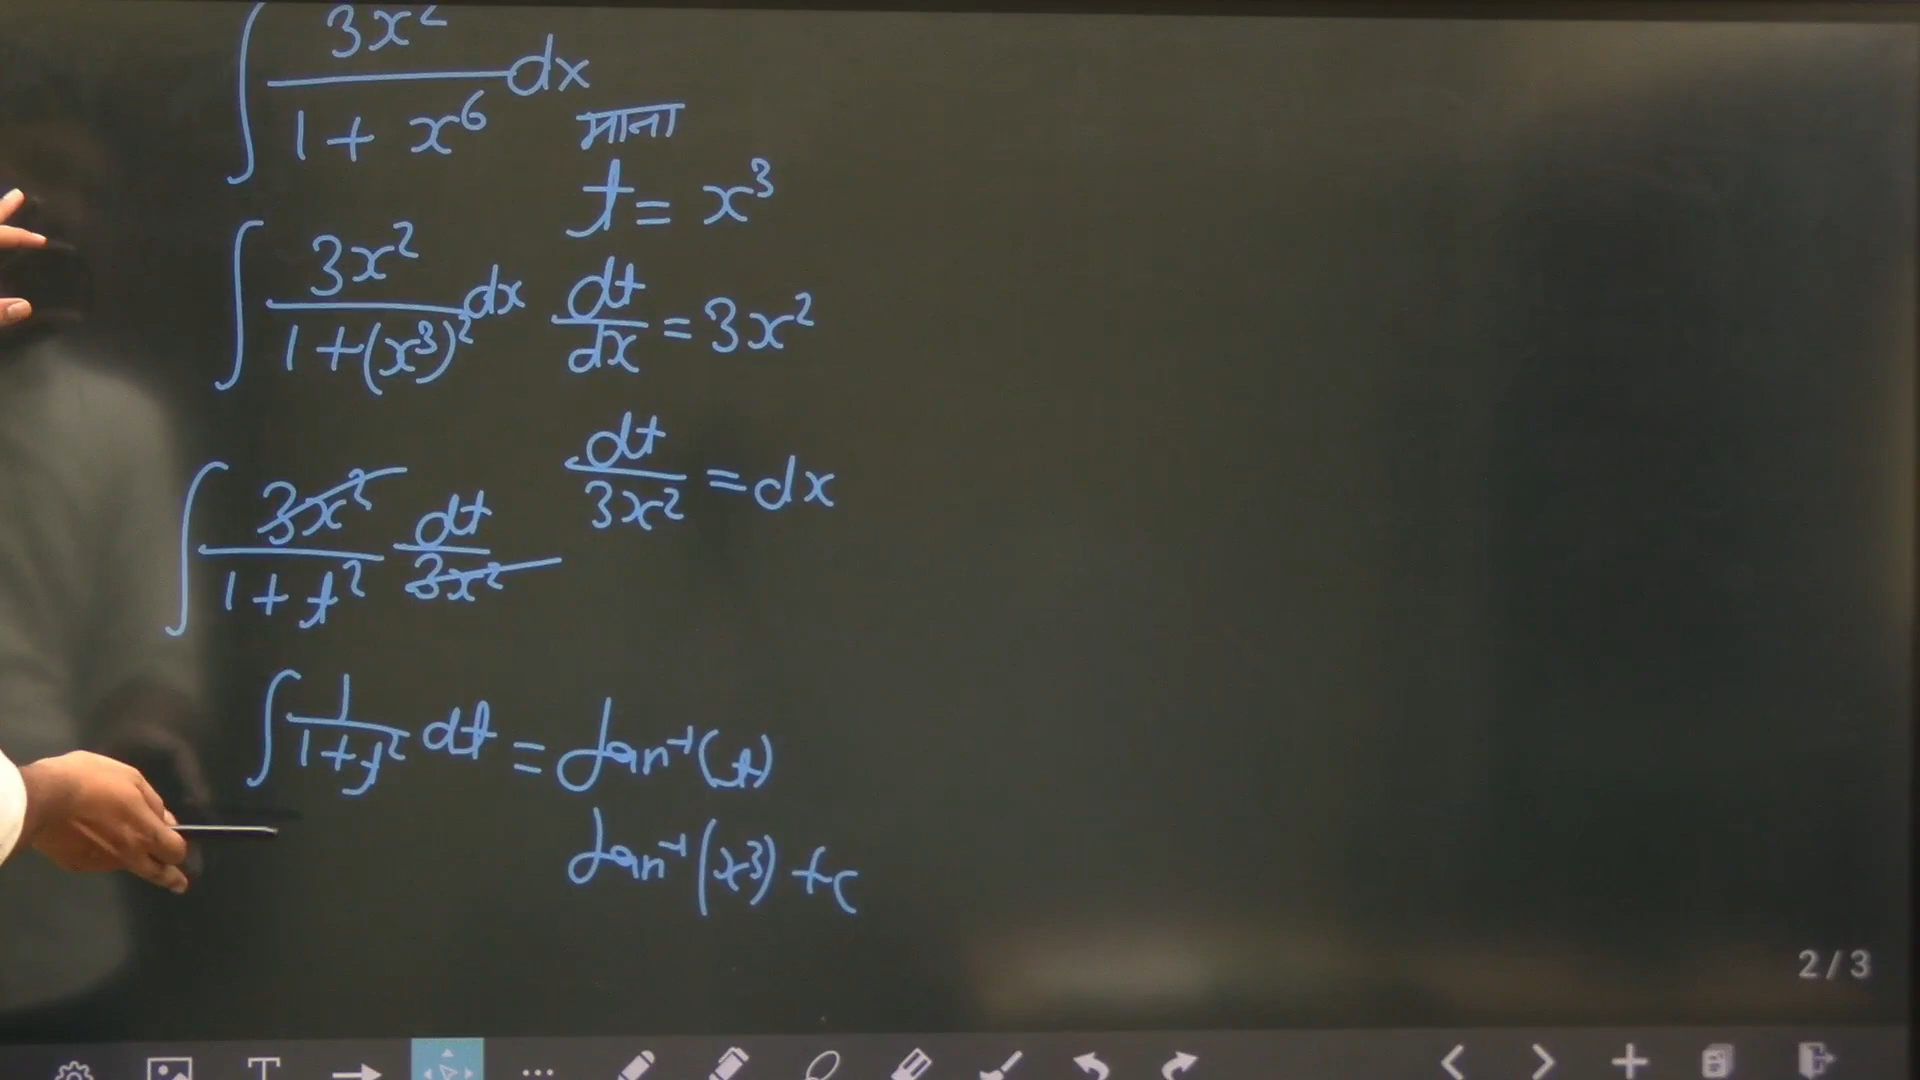 ∫ 3x² / 1 + x⁶ dx
माना
t = x³
∫ 3x² / 1 + (x³)² dx
dt/dx = 3x²
dt/3x² = dx
∫ 3x² / 1 + t² dt / 3x²
∫ 1 / 1 + t² dt = tan⁻¹(t)
tan⁻¹(x³) + c
2 / 3
T